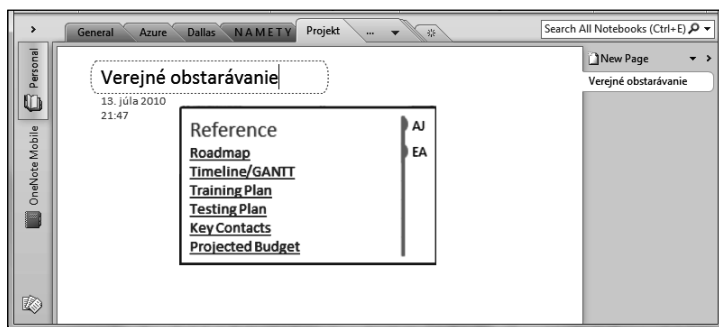 General Azure Dallas NAMETY Projekt ... Search All Notebooks (Ctrl+E)
New Page
Verejné obstarávanie
Personal
OneNote Mobile
Verejné obstarávanie
13. júla 2010
21:47
Reference
Roadmap
Timeline/GANTT
Training Plan
Testing Plan
Key Contacts
Projected Budget
AJ
EA